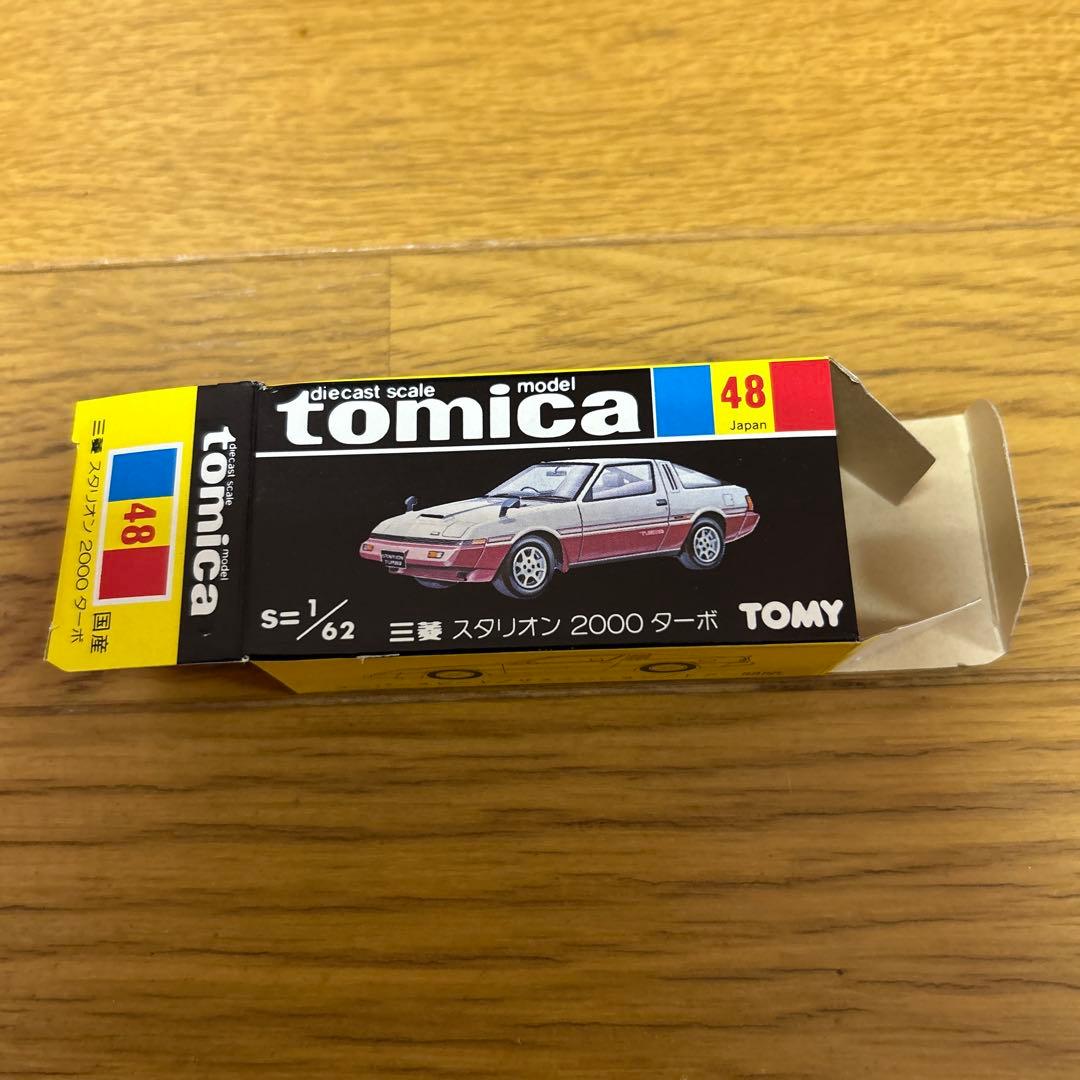 diecast scale model
tomica
48
Japan
TURBO
S=1/62
三菱 スタリオン 2000 ターボ
TOMY
diecast scale model
tomica
48
国産
三菱 スタリオン 2000 ターボ